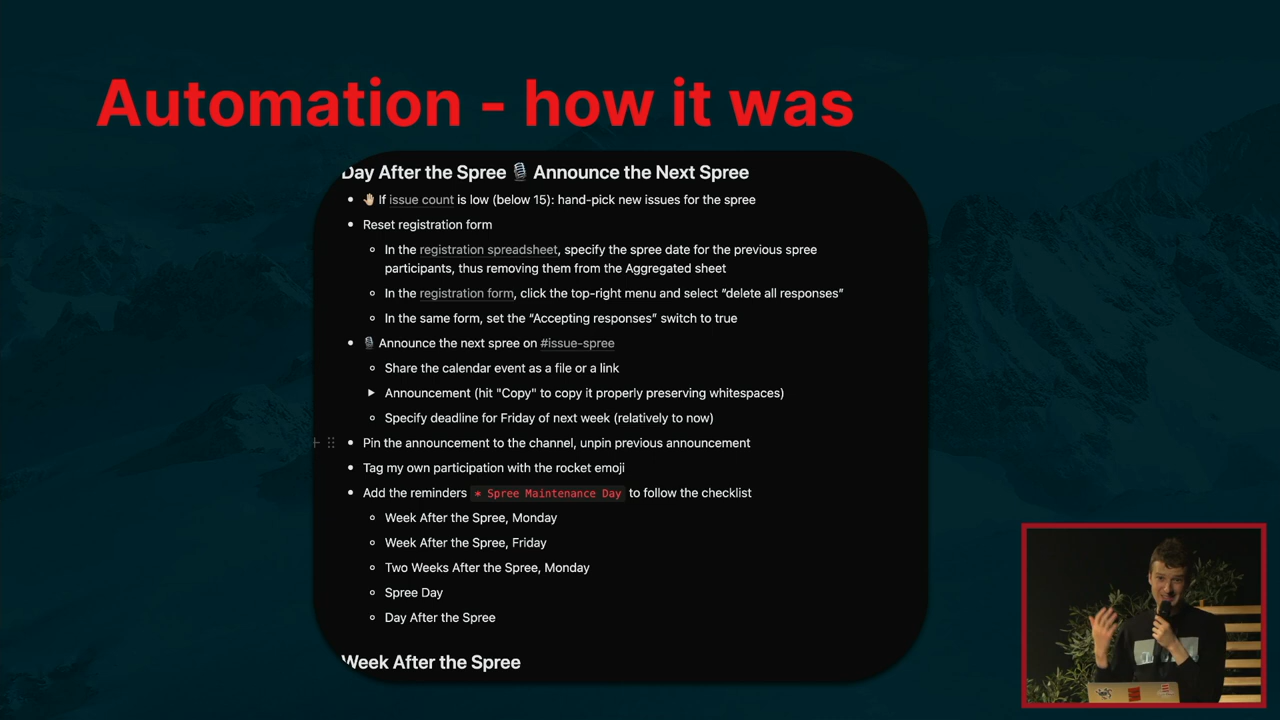 Automation - how it was
Day After the Spree 🎙️ Announce the Next Spree
• 🤚🏼 If issue count is low (below 15): hand-pick new issues for the spree
• Reset registration form
◦ In the registration spreadsheet, specify the spree date for the previous spree
participants, thus removing them from the Aggregated sheet
◦ In the registration form, click the top-right menu and select “delete all responses”
◦ In the same form, set the “Accepting responses” switch to true
• 🎙️ Announce the next spree on #issue-spree
◦ Share the calendar event as a file or a link
▶ Announcement (hit "Copy" to copy it properly preserving whitespaces)
◦ Specify deadline for Friday of next week (relatively to now)
• Pin the announcement to the channel, unpin previous announcement
• Tag my own participation with the rocket emoji
• Add the reminders * Spree Maintenance Day to follow the checklist
◦ Week After the Spree, Monday
◦ Week After the Spree, Friday
◦ Two Weeks After the Spree, Monday
◦ Spree Day
◦ Day After the Spree
Week After the Spree